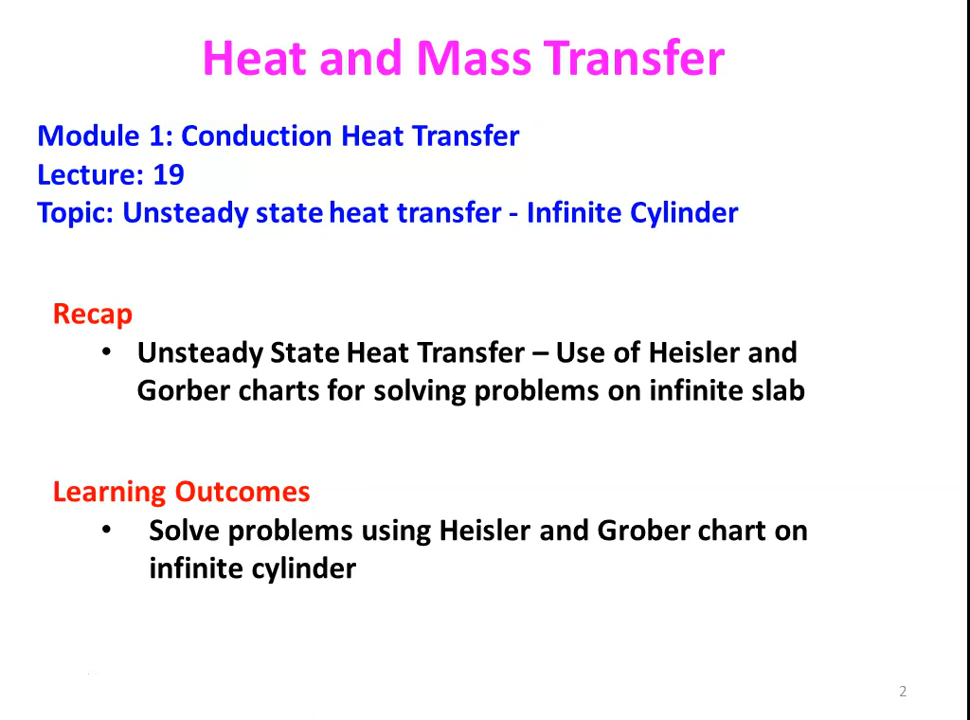 Heat and Mass Transfer
Module 1: Conduction Heat Transfer
Lecture: 19
Topic: Unsteady state heat transfer - Infinite Cylinder
Recap
• Unsteady State Heat Transfer – Use of Heisler and
Gorber charts for solving problems on infinite slab
Learning Outcomes
• Solve problems using Heisler and Grober chart on
infinite cylinder
2